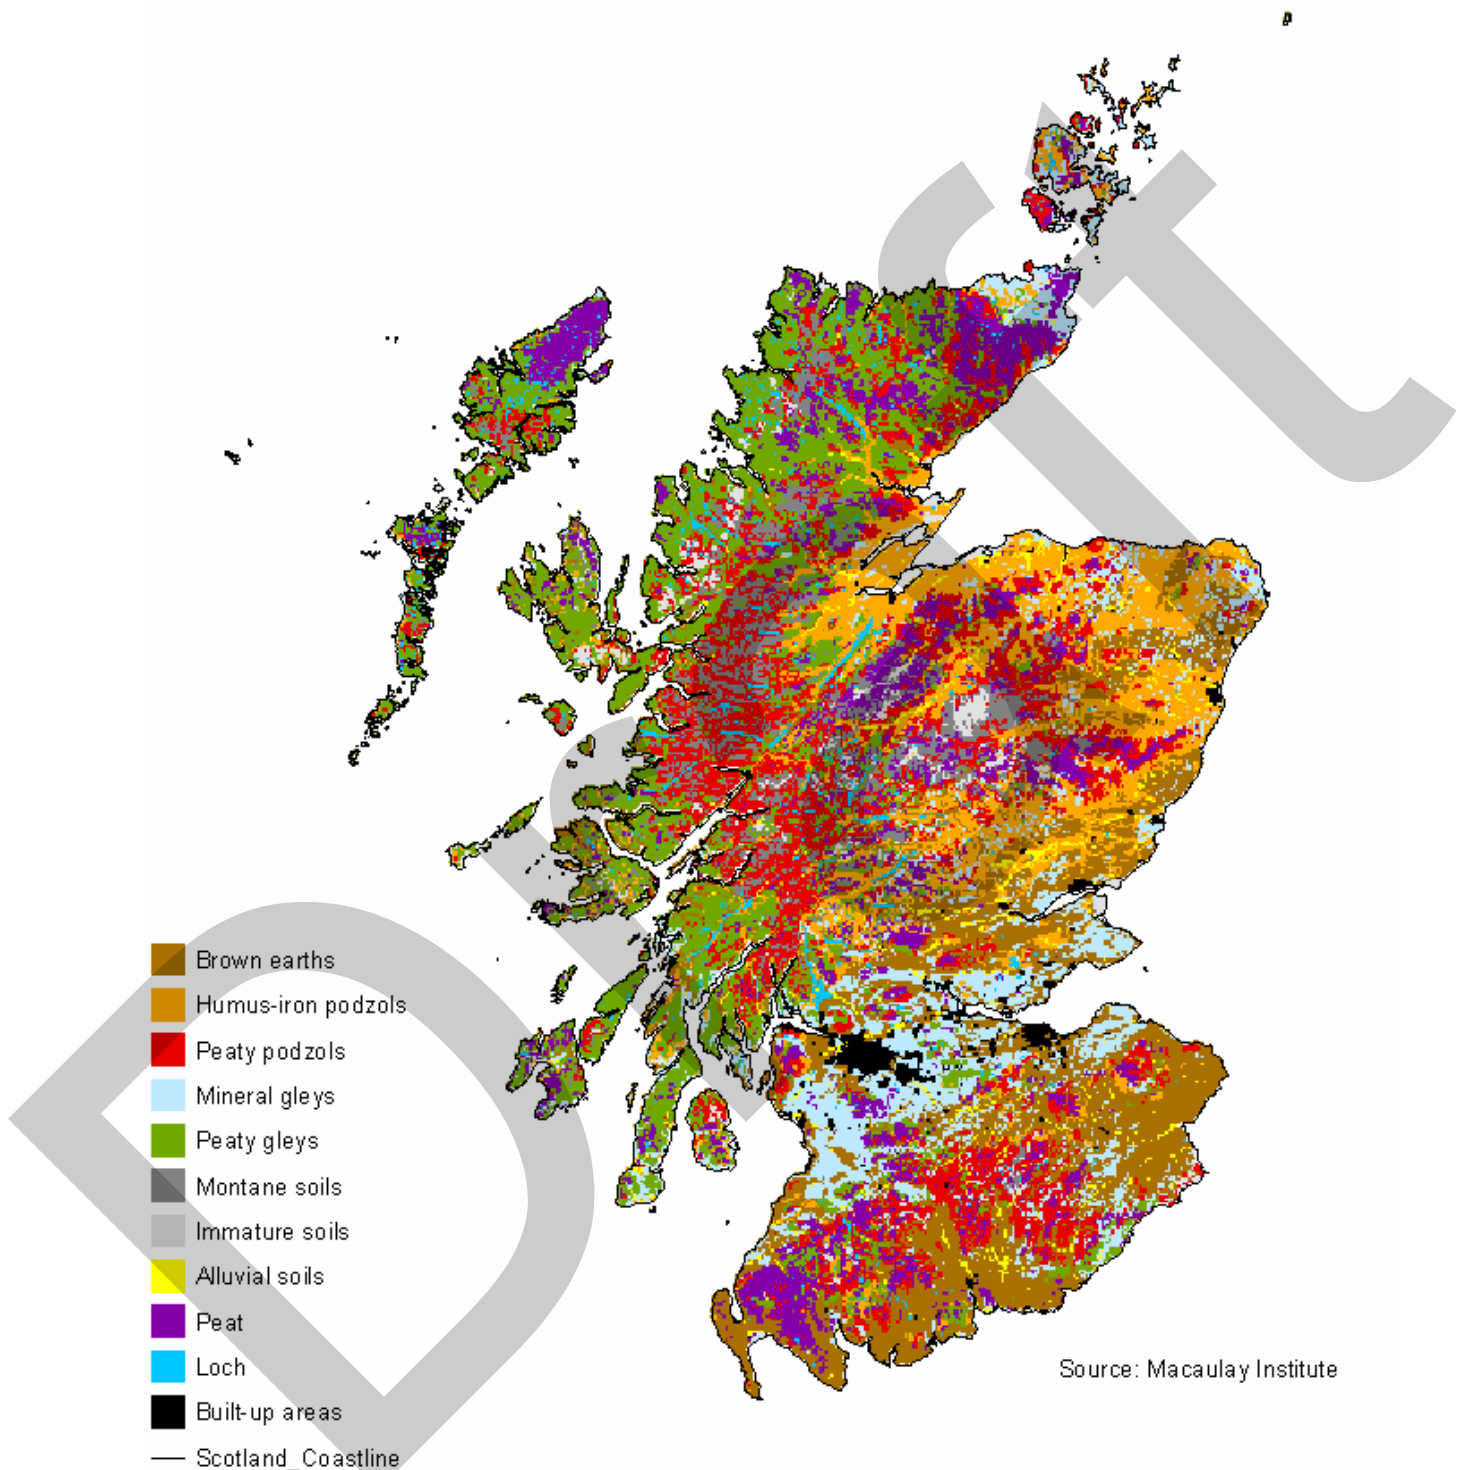 Draft
Brown earths
Humus-iron podzols
Peaty podzols
Mineral gleys
Peaty gleys
Montane soils
Immature soils
Alluvial soils
Peat
Loch
Built-up areas
Scotland_Coastline
Source: Macaulay Institute